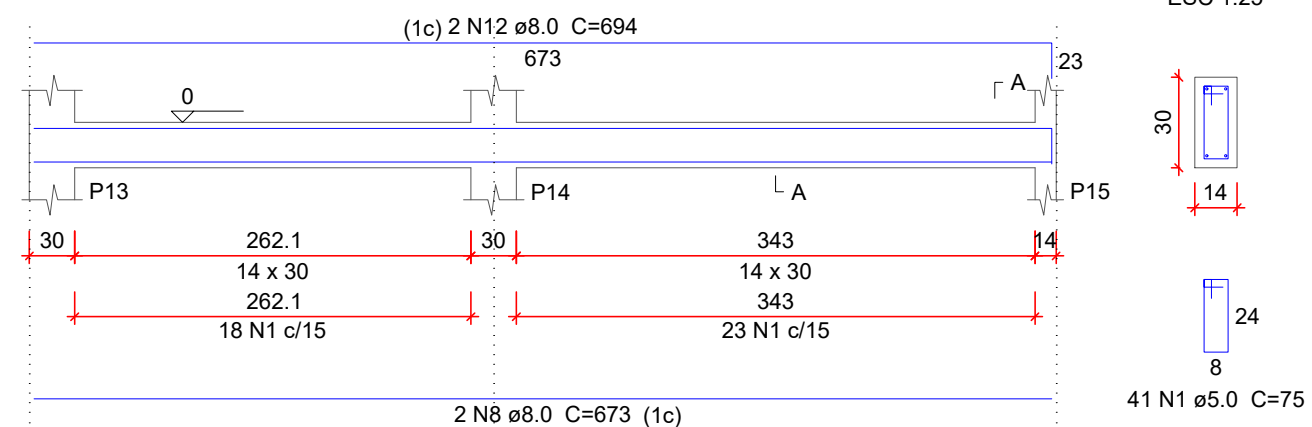 ESC 1:25
(1c) 2 N12 ø8.0 C=694
673
23
A
0
30
P13
P14
A
P15
14
30
262.1
30
343
14
14 x 30
14 x 30
262.1
343
18 N1 c/15
23 N1 c/15
24
8
41 N1 ø5.0 C=75
2 N8 ø8.0 C=673 (1c)